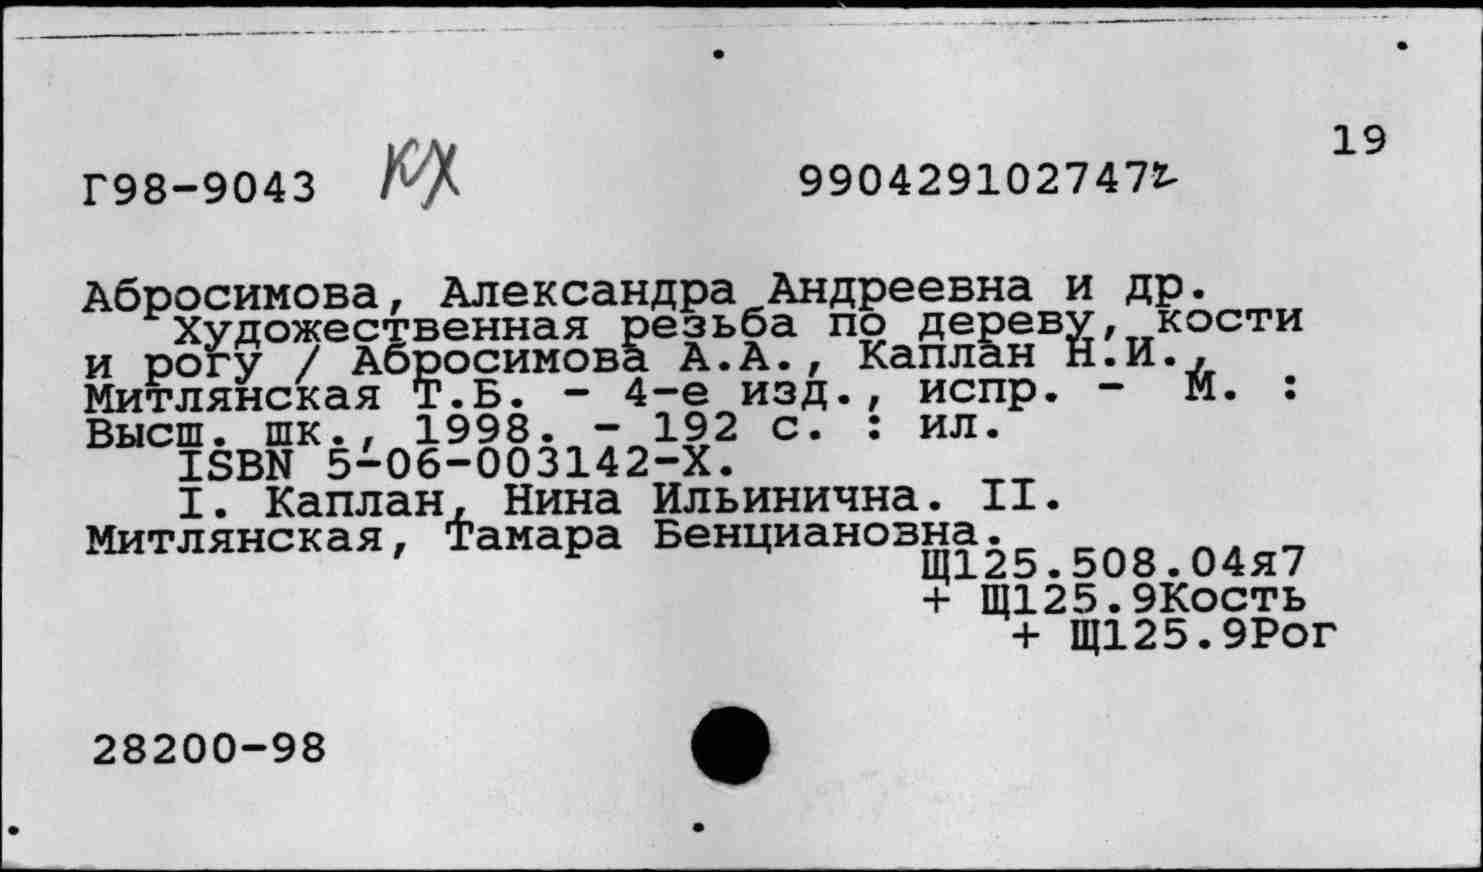 19
Г98-9043 КХ 9904291027472
Абросимова, Александра Андреевна и др.
Художественная резьба по дереву, кости
и рогу / Абросимова А.А., Каплан Н.И.,
Митлянская Т.Б. - 4-е изд., испр. - М. :
Высш. шк., 1998. - 192 с. : ил.
ISBN 5-06-003142-X.
I. Каплан, Нина Ильинична. II.
Митлянская, Тамара Бенциановна.
Щ125.508.04я7
+ Щ125.9Кость
+ Щ125.9Рог
28200-98